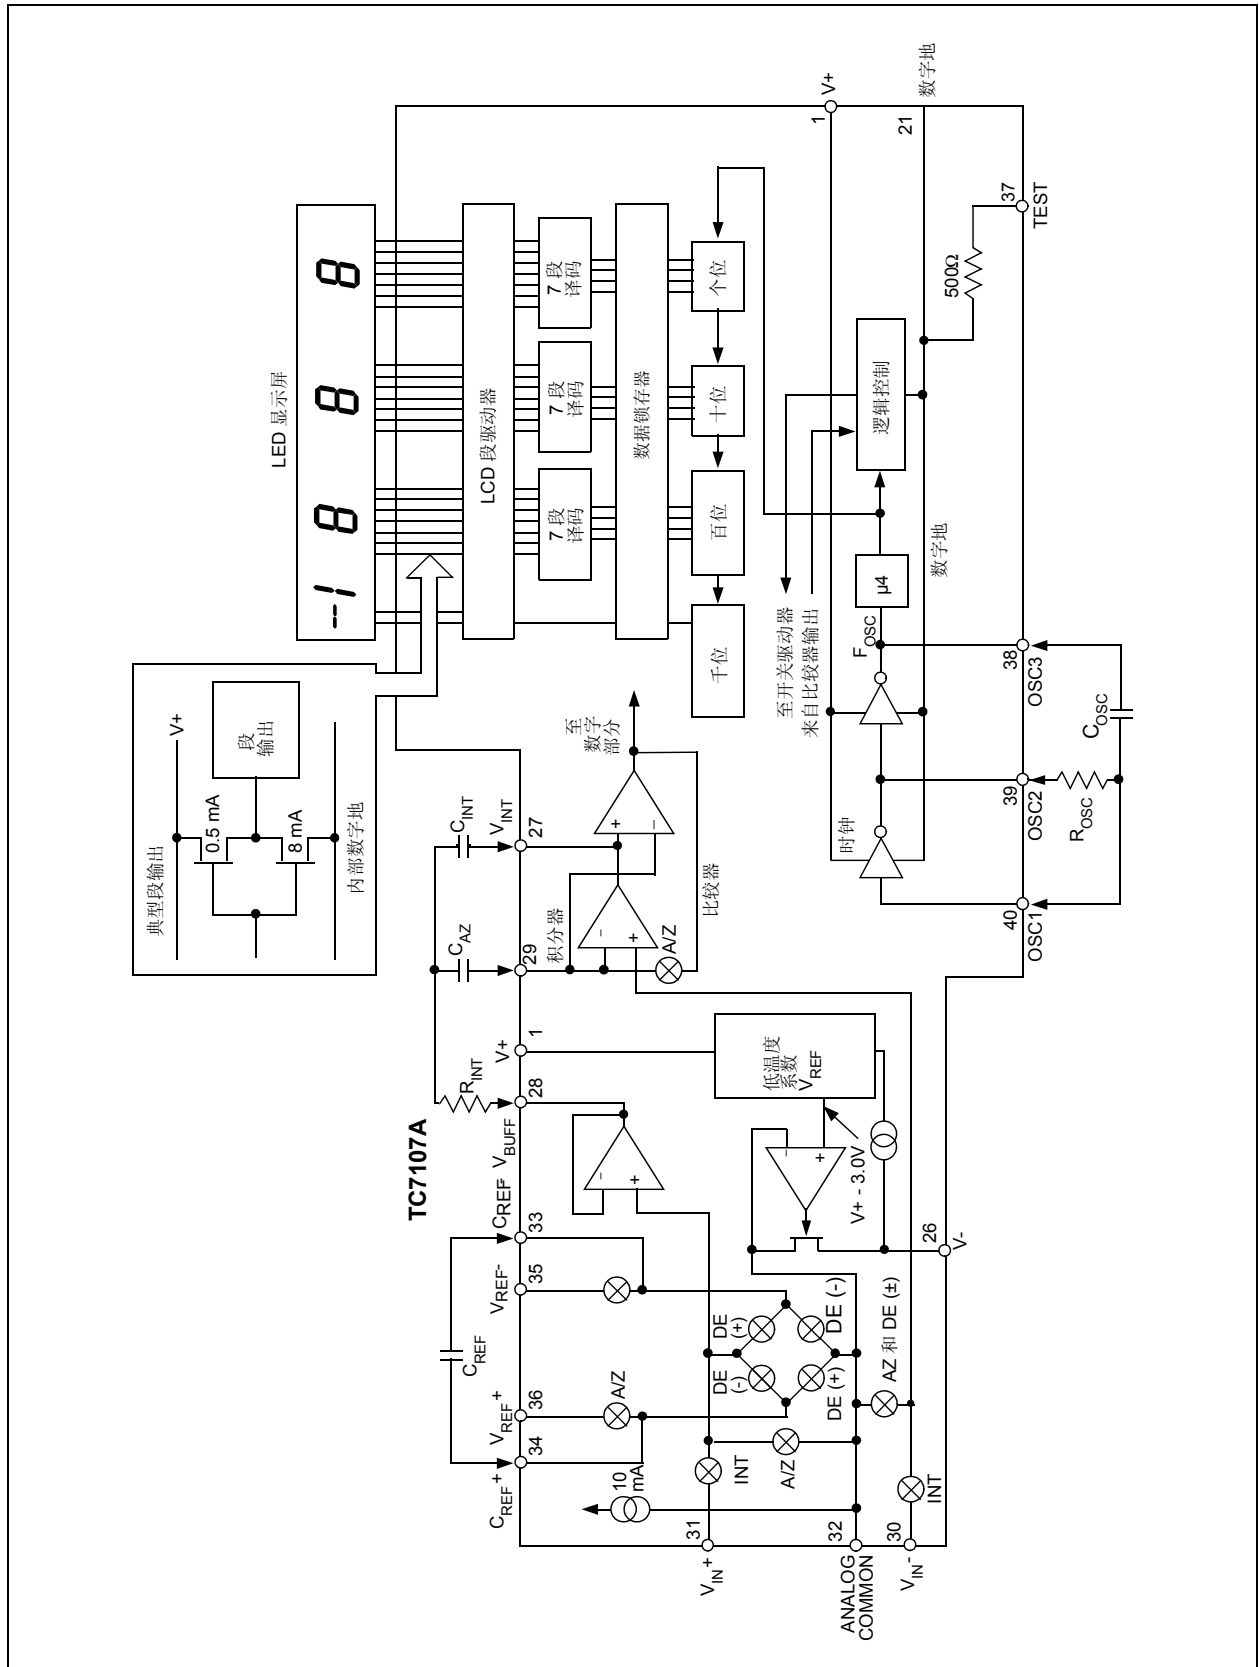 TC7107A
LED 显示屏
LCD 段驱动器
7 段
译码
7 段
译码
7 段
译码
数据锁存器
千位
百位
十位
个位
典型段输出
V+
0.5 mA
8 mA
段
输出
内部数字地
CREF+
34
VREF+
36
CREF
A/Z
VREF-
35
CREF-
33
VBUFF
28
RINT
V+
1
CAZ
29
积分器
CINT
VINT
27
至
数字
部分
比较器
A/Z
–
+
–
+
+
–
10
mA
VIN+
31
INT
A/Z
DE
(-)
DE
(+)
DE (+)
DE (-)
ANALOG
COMMON
32
AZ 和 DE (±)
VIN-
30
INT
V+ - 3.0V
–
+
低温度
系数
VREF
26
V-
至开关驱动器
来自比较器输出
时钟
FOSC
µ4
逻辑控制
数字地
数字地
V+
1
21
500Ω
37
TEST
40
OSC1
39
OSC2
38
OSC3
ROSC
COSC
--1 8 8 8